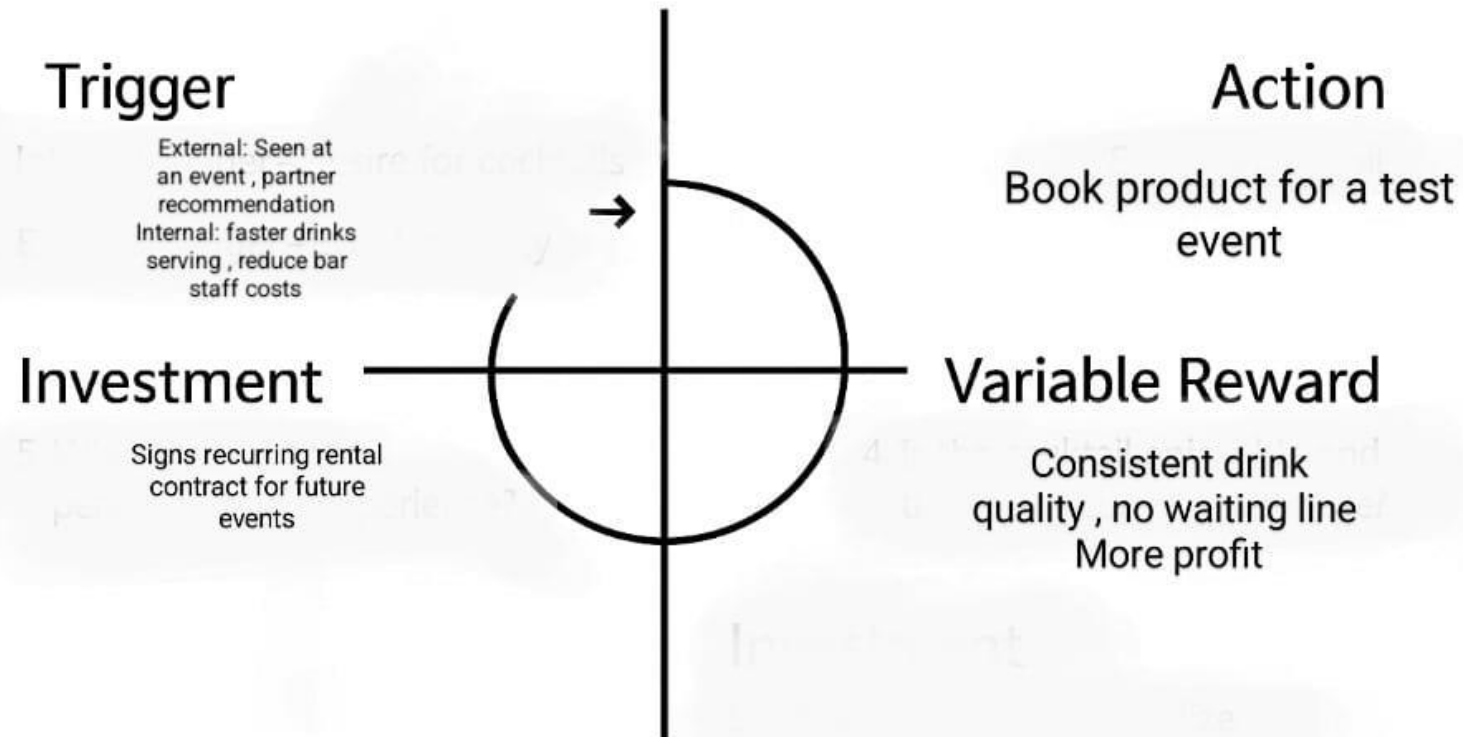 Trigger
External: Seen at
an event , partner
recommendation
Internal: faster drinks
serving , reduce bar
staff costs
Action
Book product for a test
event
Investment
Signs recurring rental
contract for future
events
Variable Reward
Consistent drink
quality , no waiting line
More profit
Investment